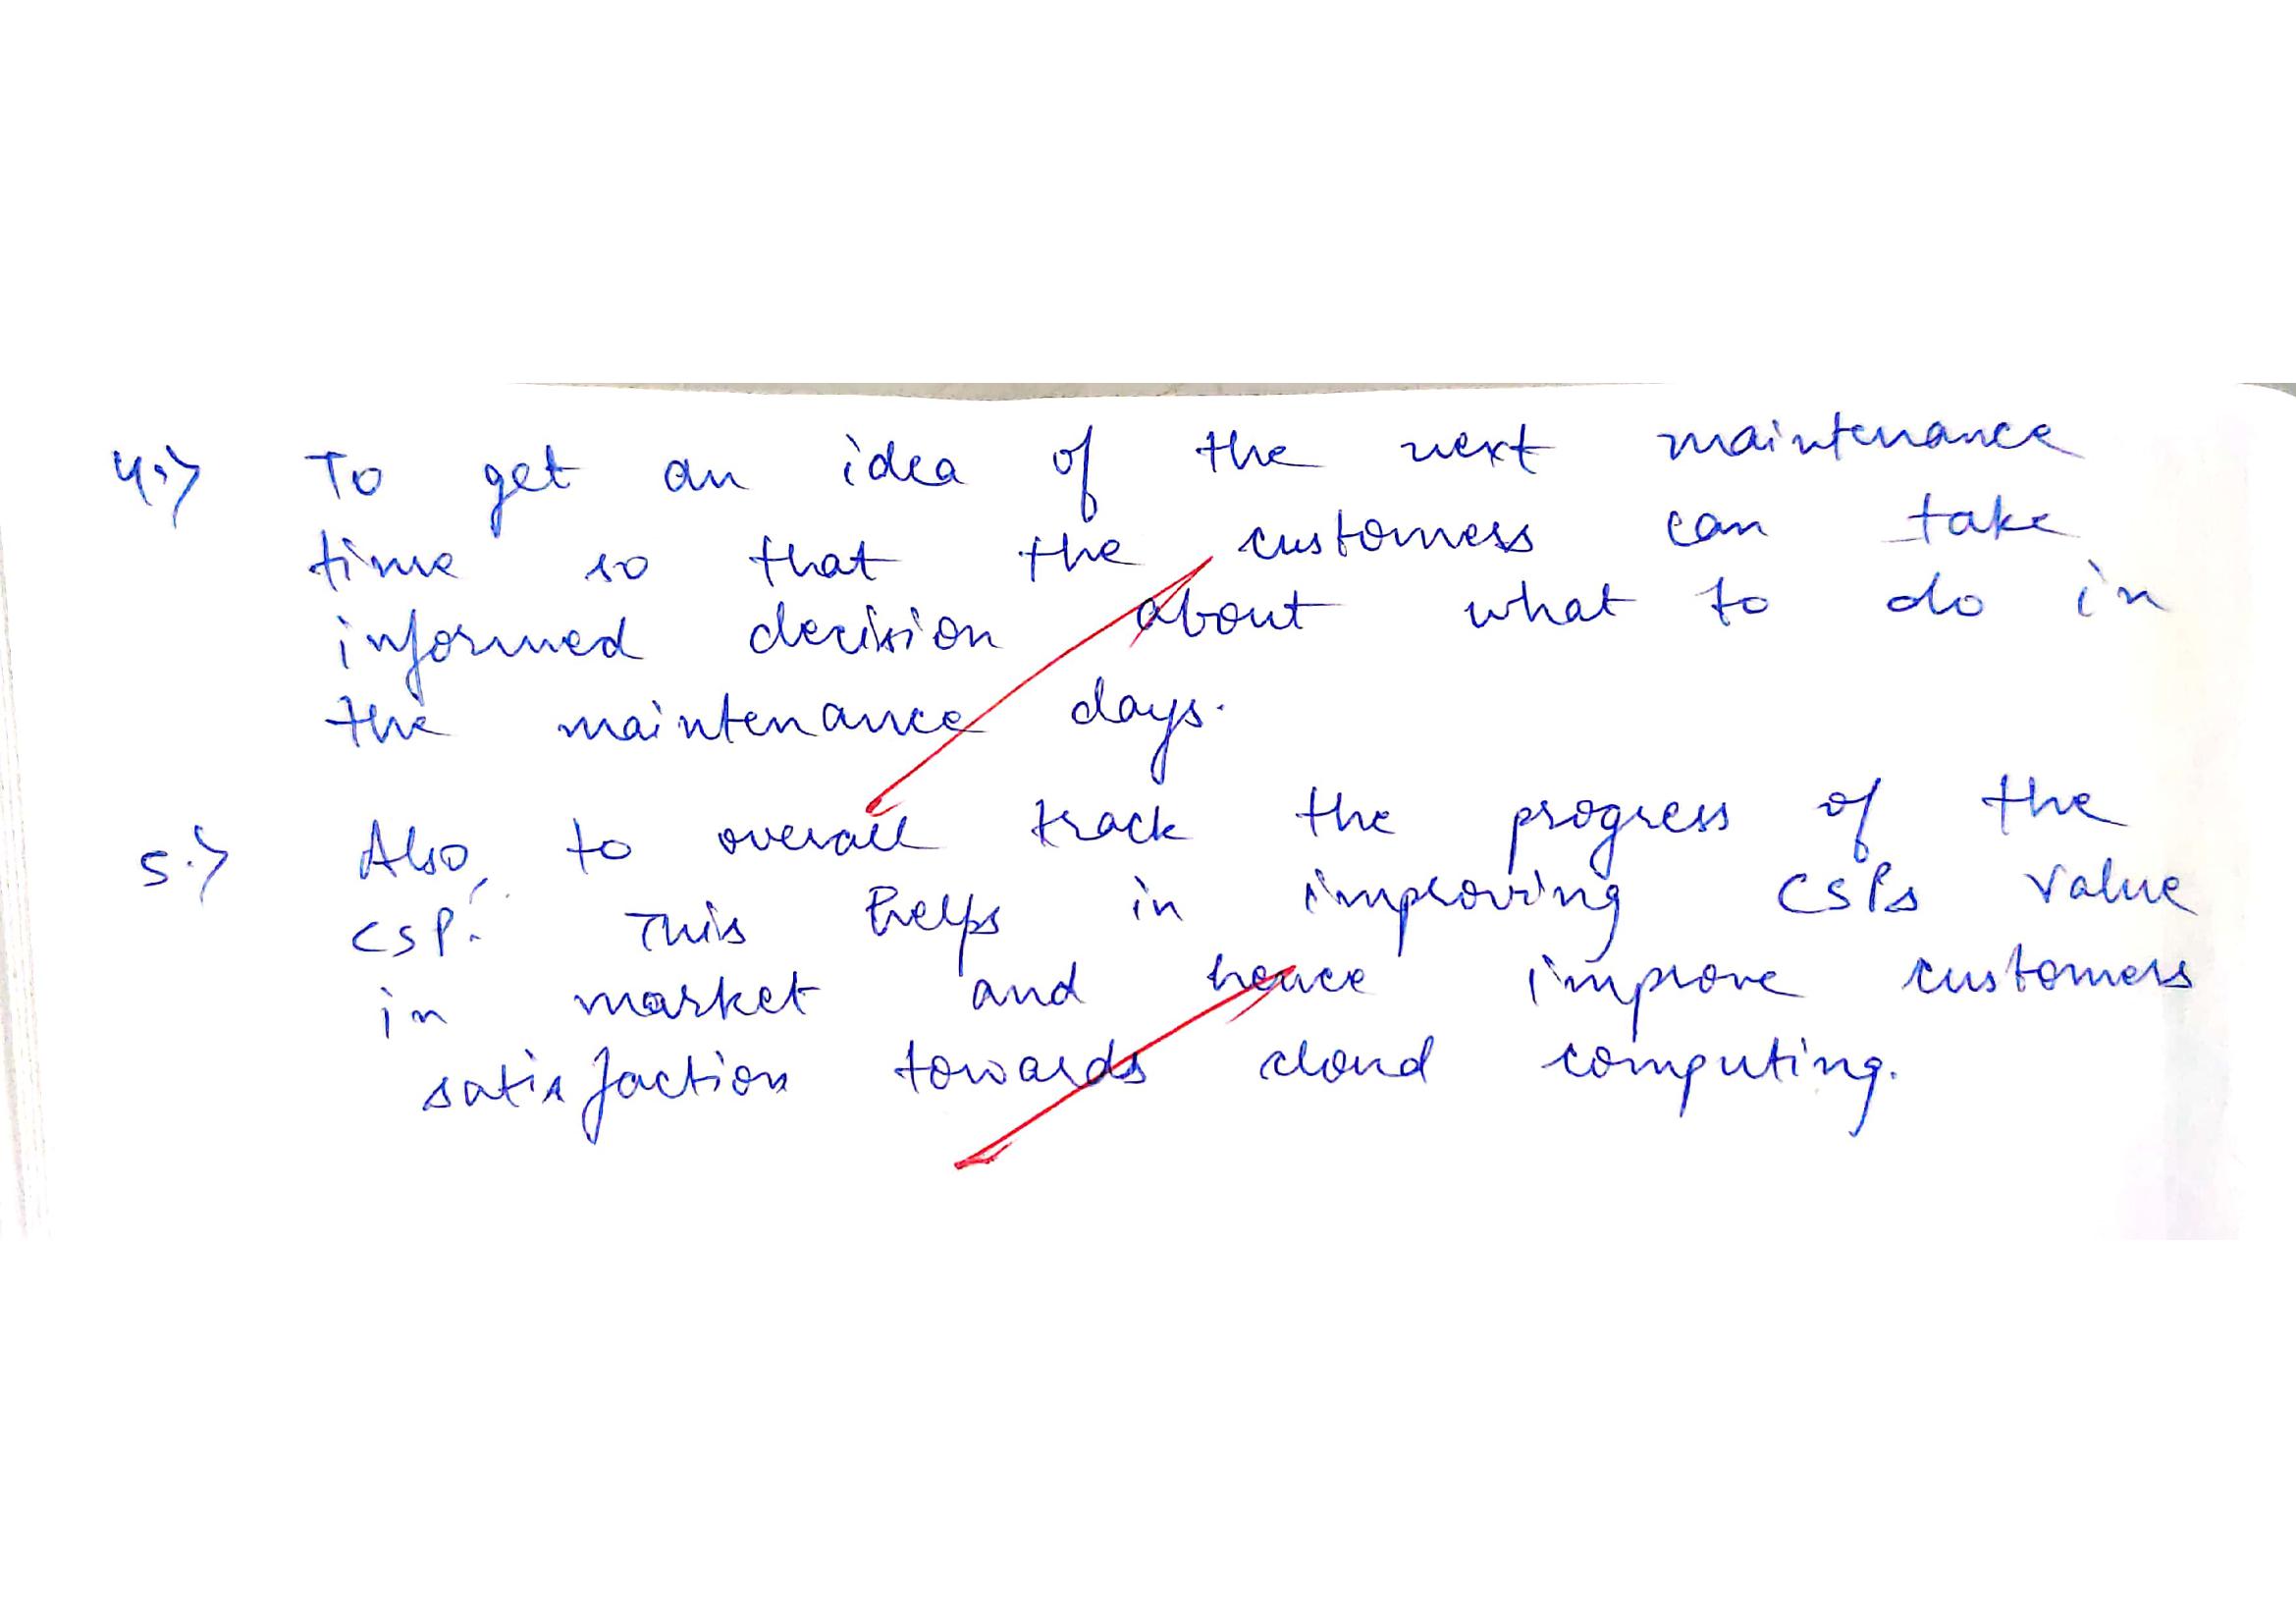 4.> To get an idea of the next maintenance
time so that the customers can take
informed decision about what to do in
the maintenance days.
5.> Also, to overall track the progress of the
CSP. This helps in improving CSPs value
in market and hence improve customers
satisfaction towards cloud computing.